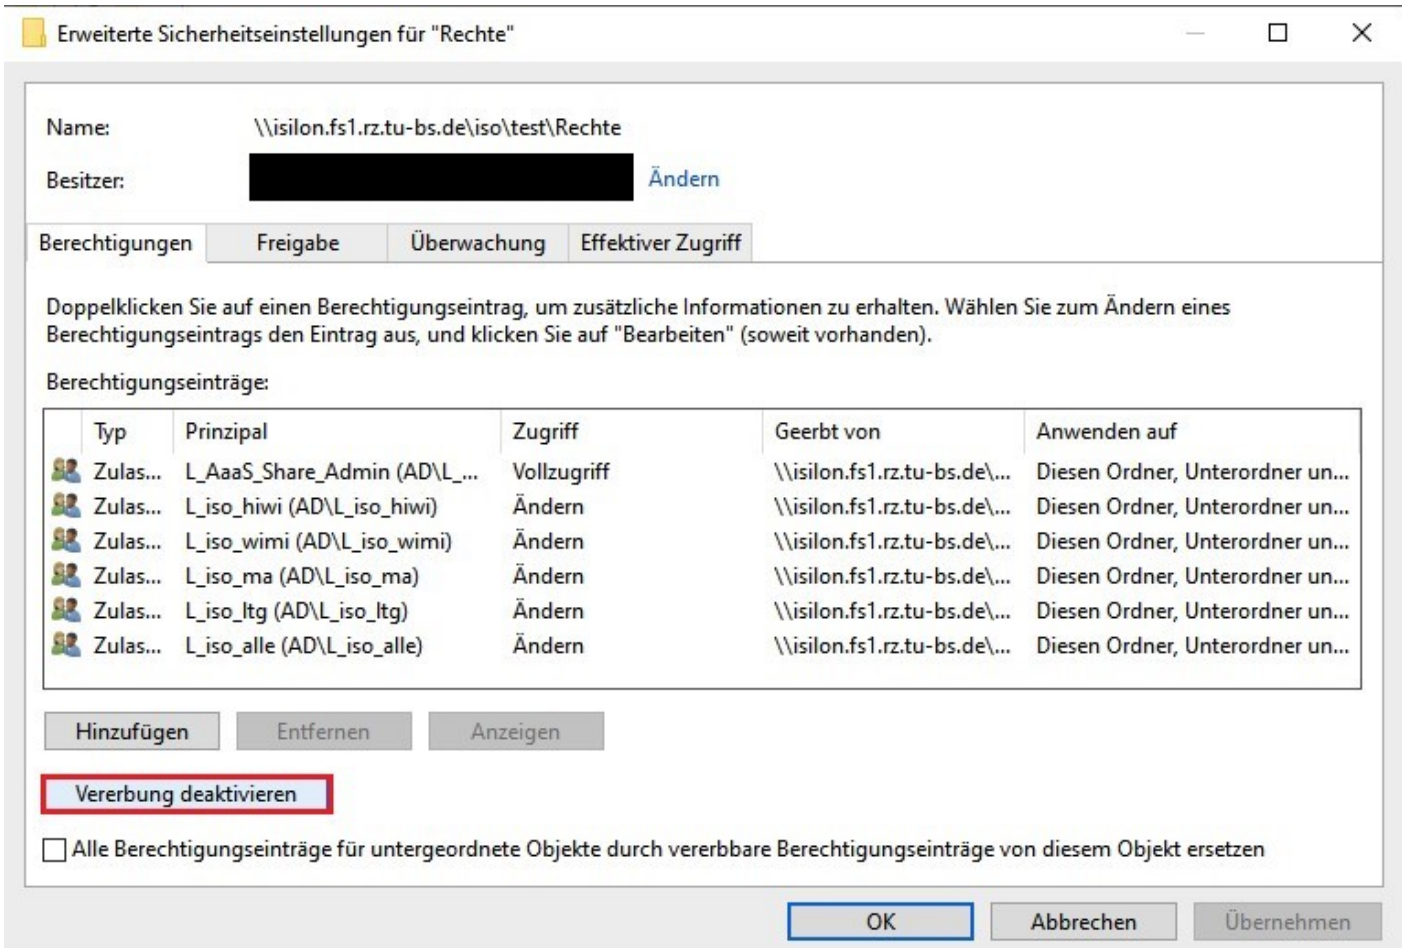 Erweiterte Sicherheitseinstellungen für "Rechte"
Name: \\isilon.fs1.rz.tu-bs.de\iso\test\Rechte
Besitzer: Ändern
Berechtigungen Freigabe Überwachung Effektiver Zugriff
Doppelklicken Sie auf einen Berechtigungseintrag, um zusätzliche Informationen zu erhalten. Wählen Sie zum Ändern eines
Berechtigungseintrags den Eintrag aus, und klicken Sie auf "Bearbeiten" (soweit vorhanden).
Berechtigungseinträge:
Typ Prinzipal Zugriff Geerbt von Anwenden auf
Zulas... L_AaaS_Share_Admin (AD\L_... Vollzugriff \\isilon.fs1.rz.tu-bs.de\... Diesen Ordner, Unterordner un...
Zulas... L_iso_hiwi (AD\L_iso_hiwi) Ändern \\isilon.fs1.rz.tu-bs.de\... Diesen Ordner, Unterordner un...
Zulas... L_iso_wimi (AD\L_iso_wimi) Ändern \\isilon.fs1.rz.tu-bs.de\... Diesen Ordner, Unterordner un...
Zulas... L_iso_ma (AD\L_iso_ma) Ändern \\isilon.fs1.rz.tu-bs.de\... Diesen Ordner, Unterordner un...
Zulas... L_iso_ltg (AD\L_iso_ltg) Ändern \\isilon.fs1.rz.tu-bs.de\... Diesen Ordner, Unterordner un...
Zulas... L_iso_alle (AD\L_iso_alle) Ändern \\isilon.fs1.rz.tu-bs.de\... Diesen Ordner, Unterordner un...
Hinzufügen Entfernen Anzeigen
Vererbung deaktivieren
Alle Berechtigungseinträge für untergeordnete Objekte durch vererbbare Berechtigungseinträge von diesem Objekt ersetzen
OK Abbrechen Übernehmen